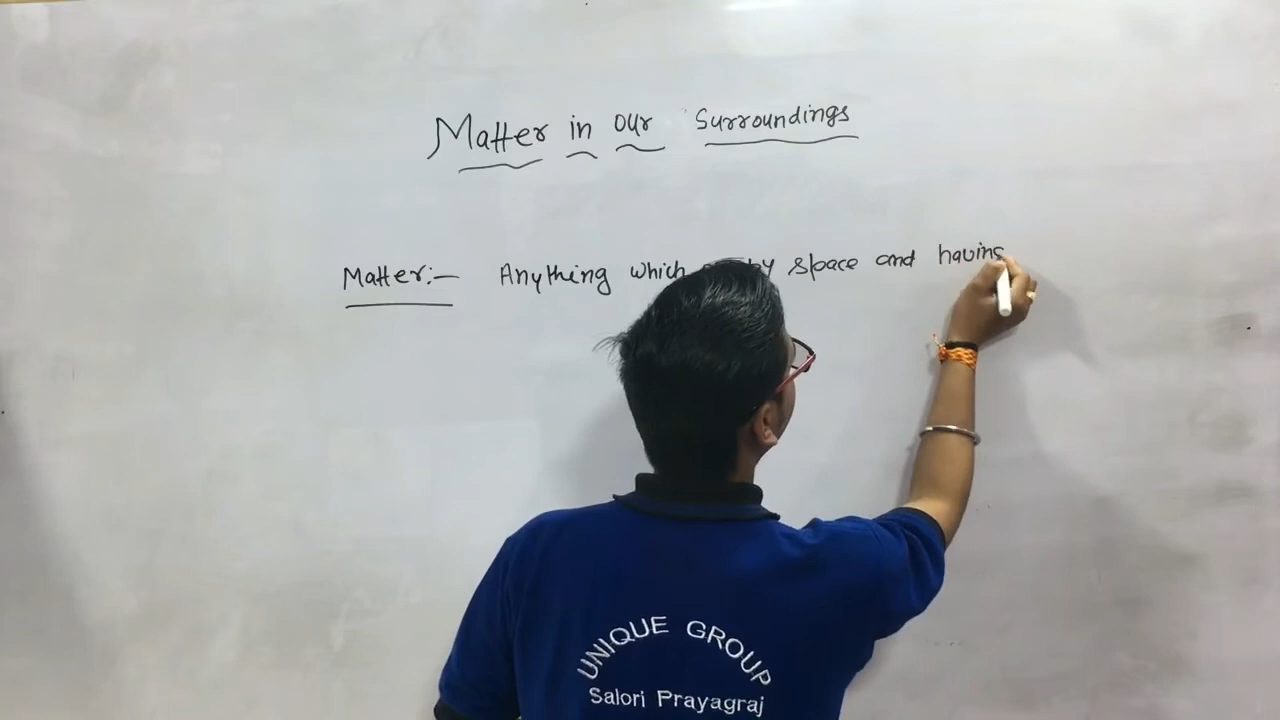 Matter in our Surroundings
Matter:- Anything which space and having
UNIQUE GROUP
Salori Prayagraj